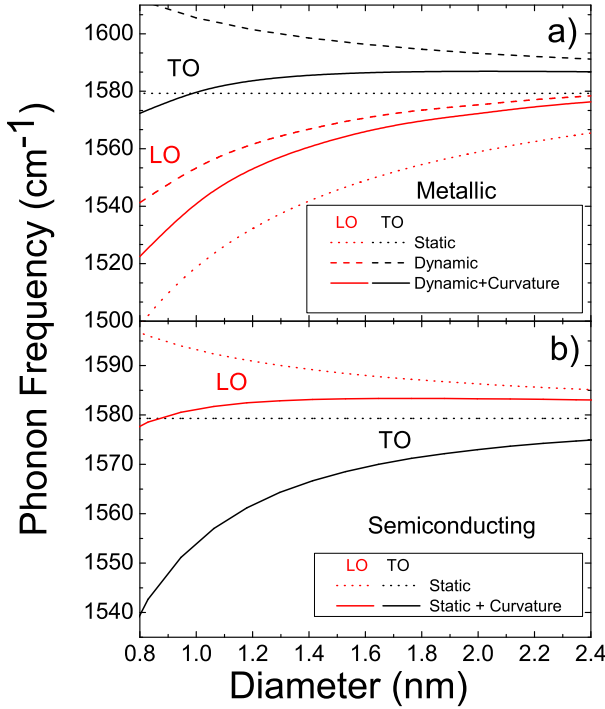 Phonon Frequency (cm⁻¹)
1600
1580
1560
1540
1520
1500
a)
TO
LO
Metallic
LO TO
Static
Dynamic
Dynamic+Curvature
1590
1580
1570
1560
1550
1540
b)
LO
TO
Semiconducting
LO TO
Static
Static + Curvature
0.8 1.0 1.2 1.4 1.6 1.8 2.0 2.2 2.4
Diameter (nm)